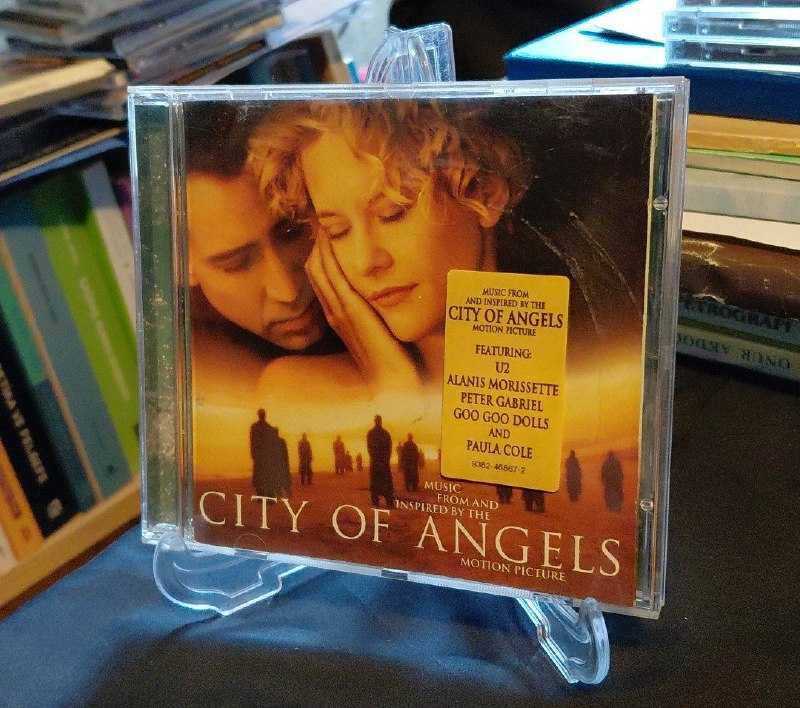 MUSIC FROM
AND INSPIRED BY THE
CITY OF ANGELS
MOTION PICTURE
FEATURING:
U2
ALANIS MORISSETTE
PETER GABRIEL
GOO GOO DOLLS
AND
PAULA COLE
9362-46867-2
MUSIC
FROM AND
INSPIRED BY THE
CITY OF ANGELS
MOTION PICTURE